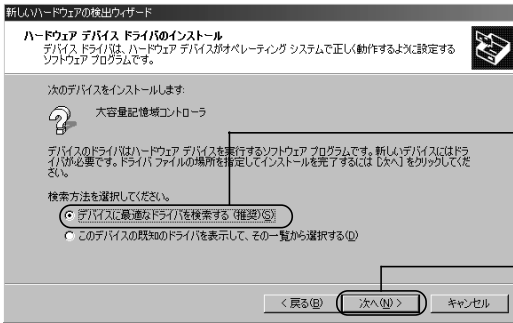 新しいハードウェアの検出ウィザード
ハードウェア デバイス ドライバのインストール
デバイス ドライバは、ハードウェア デバイスがオペレーティング システムで正しく動作するように設定する
ソフトウェア プログラムです。
次のデバイスをインストールします:
大容量記憶域コントローラ
デバイスのドライバはハードウェア デバイスを実行するソフトウェア プログラムです。新しいデバイスにはドラ
イバが必要です。ドライバ ファイルの場所を指定してインストールを完了するには [次へ] をクリックしてくだ
さい。
検索方法を選択してください。
デバイスに最適なドライバを検索する (推奨)(S)
このデバイスの既知のドライバを表示して、その一覧から選択する(D)
< 戻る(B)
次へ(N) >
キャンセル